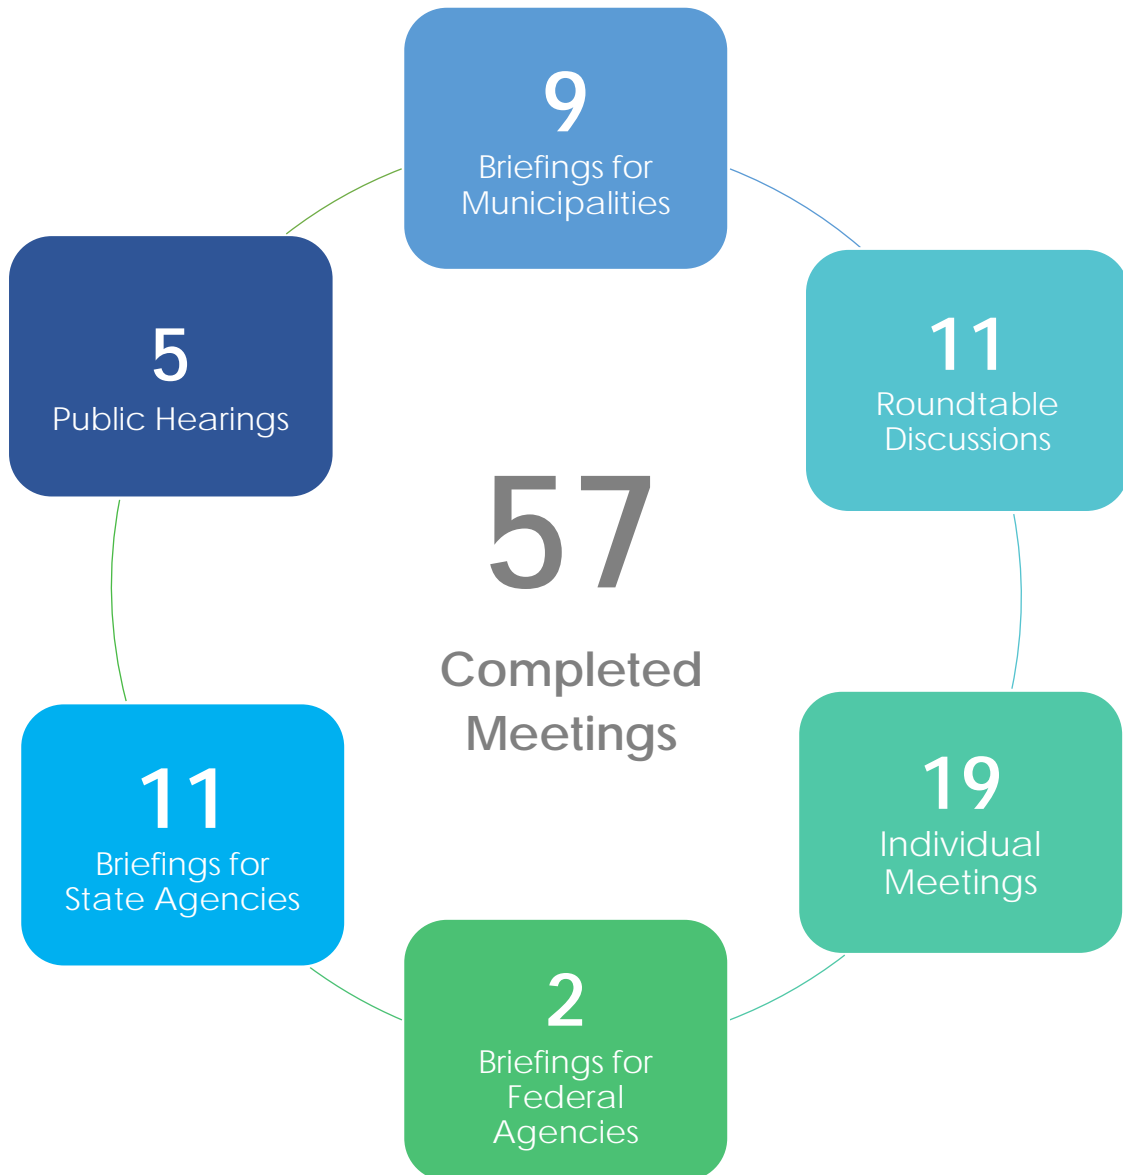 9
Briefings for
Municipalities
11
Roundtable
Discussions
19
Individual
Meetings
2
Briefings for
Federal
Agencies
11
Briefings for
State Agencies
5
Public Hearings
57
Completed
Meetings